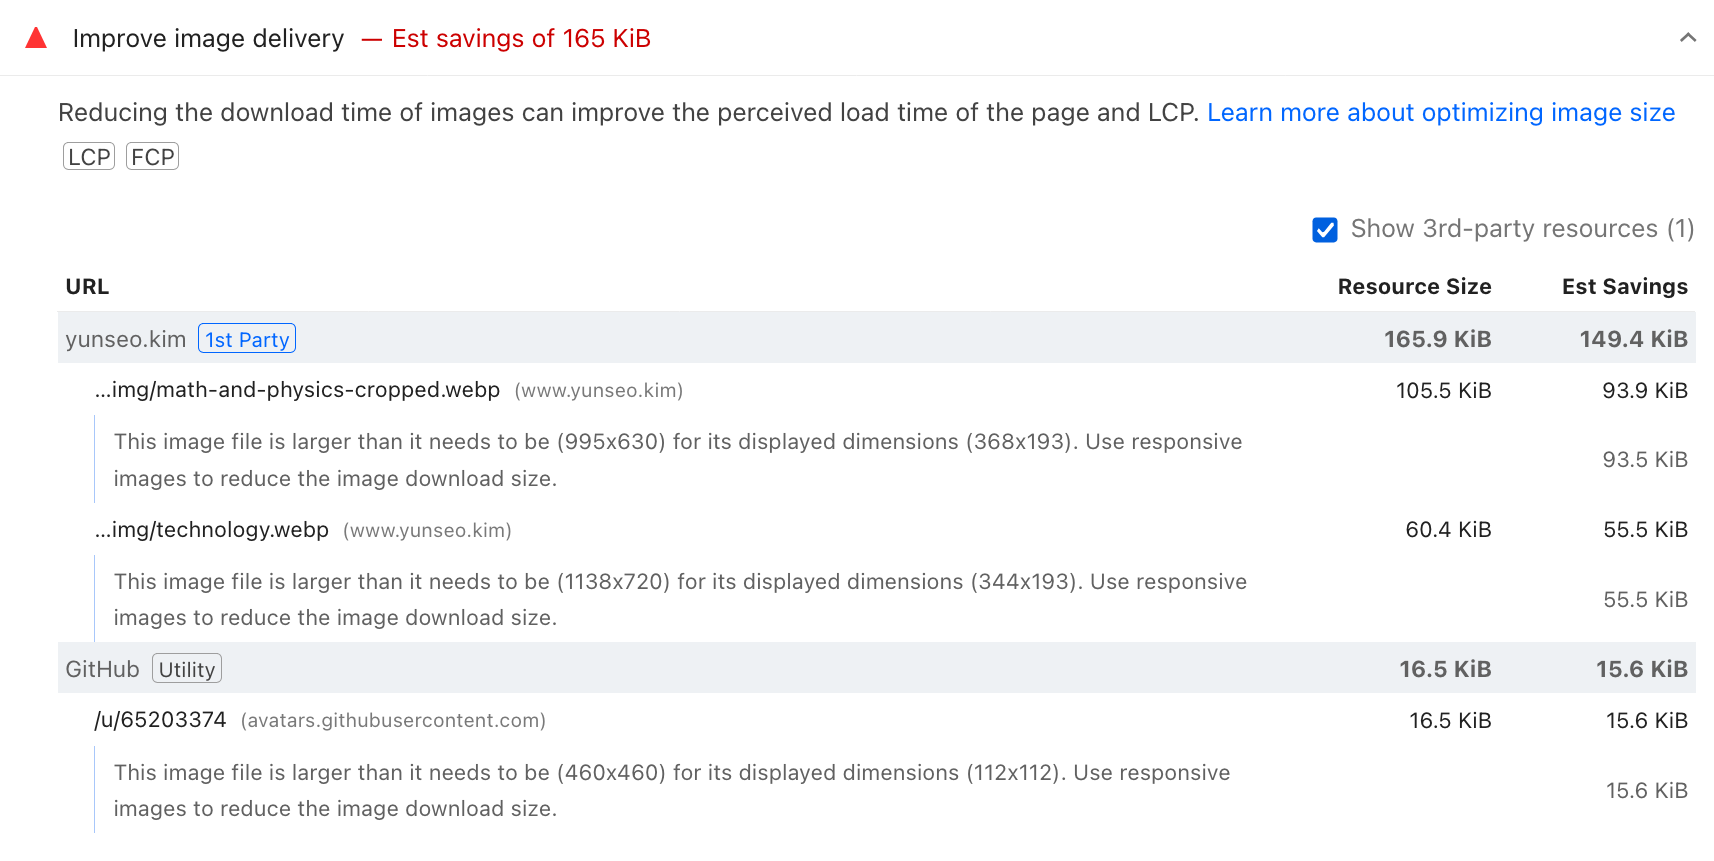 Improve image delivery — Est savings of 165 KiB
Reducing the download time of images can improve the perceived load time of the page and LCP. Learn more about optimizing image size
LCP FCP
Show 3rd-party resources (1)
URL Resource Size Est Savings
yunseo.kim 1st Party 165.9 KiB 149.4 KiB
...img/math-and-physics-cropped.webp (www.yunseo.kim) 105.5 KiB 93.9 KiB
This image file is larger than it needs to be (995x630) for its displayed dimensions (368x193). Use responsive
images to reduce the image download size. 93.5 KiB
...img/technology.webp (www.yunseo.kim) 60.4 KiB 55.5 KiB
This image file is larger than it needs to be (1138x720) for its displayed dimensions (344x193). Use responsive
images to reduce the image download size. 55.5 KiB
GitHub Utility 16.5 KiB 15.6 KiB
/u/65203374 (avatars.githubusercontent.com) 16.5 KiB 15.6 KiB
This image file is larger than it needs to be (460x460) for its displayed dimensions (112x112). Use responsive
images to reduce the image download size. 15.6 KiB